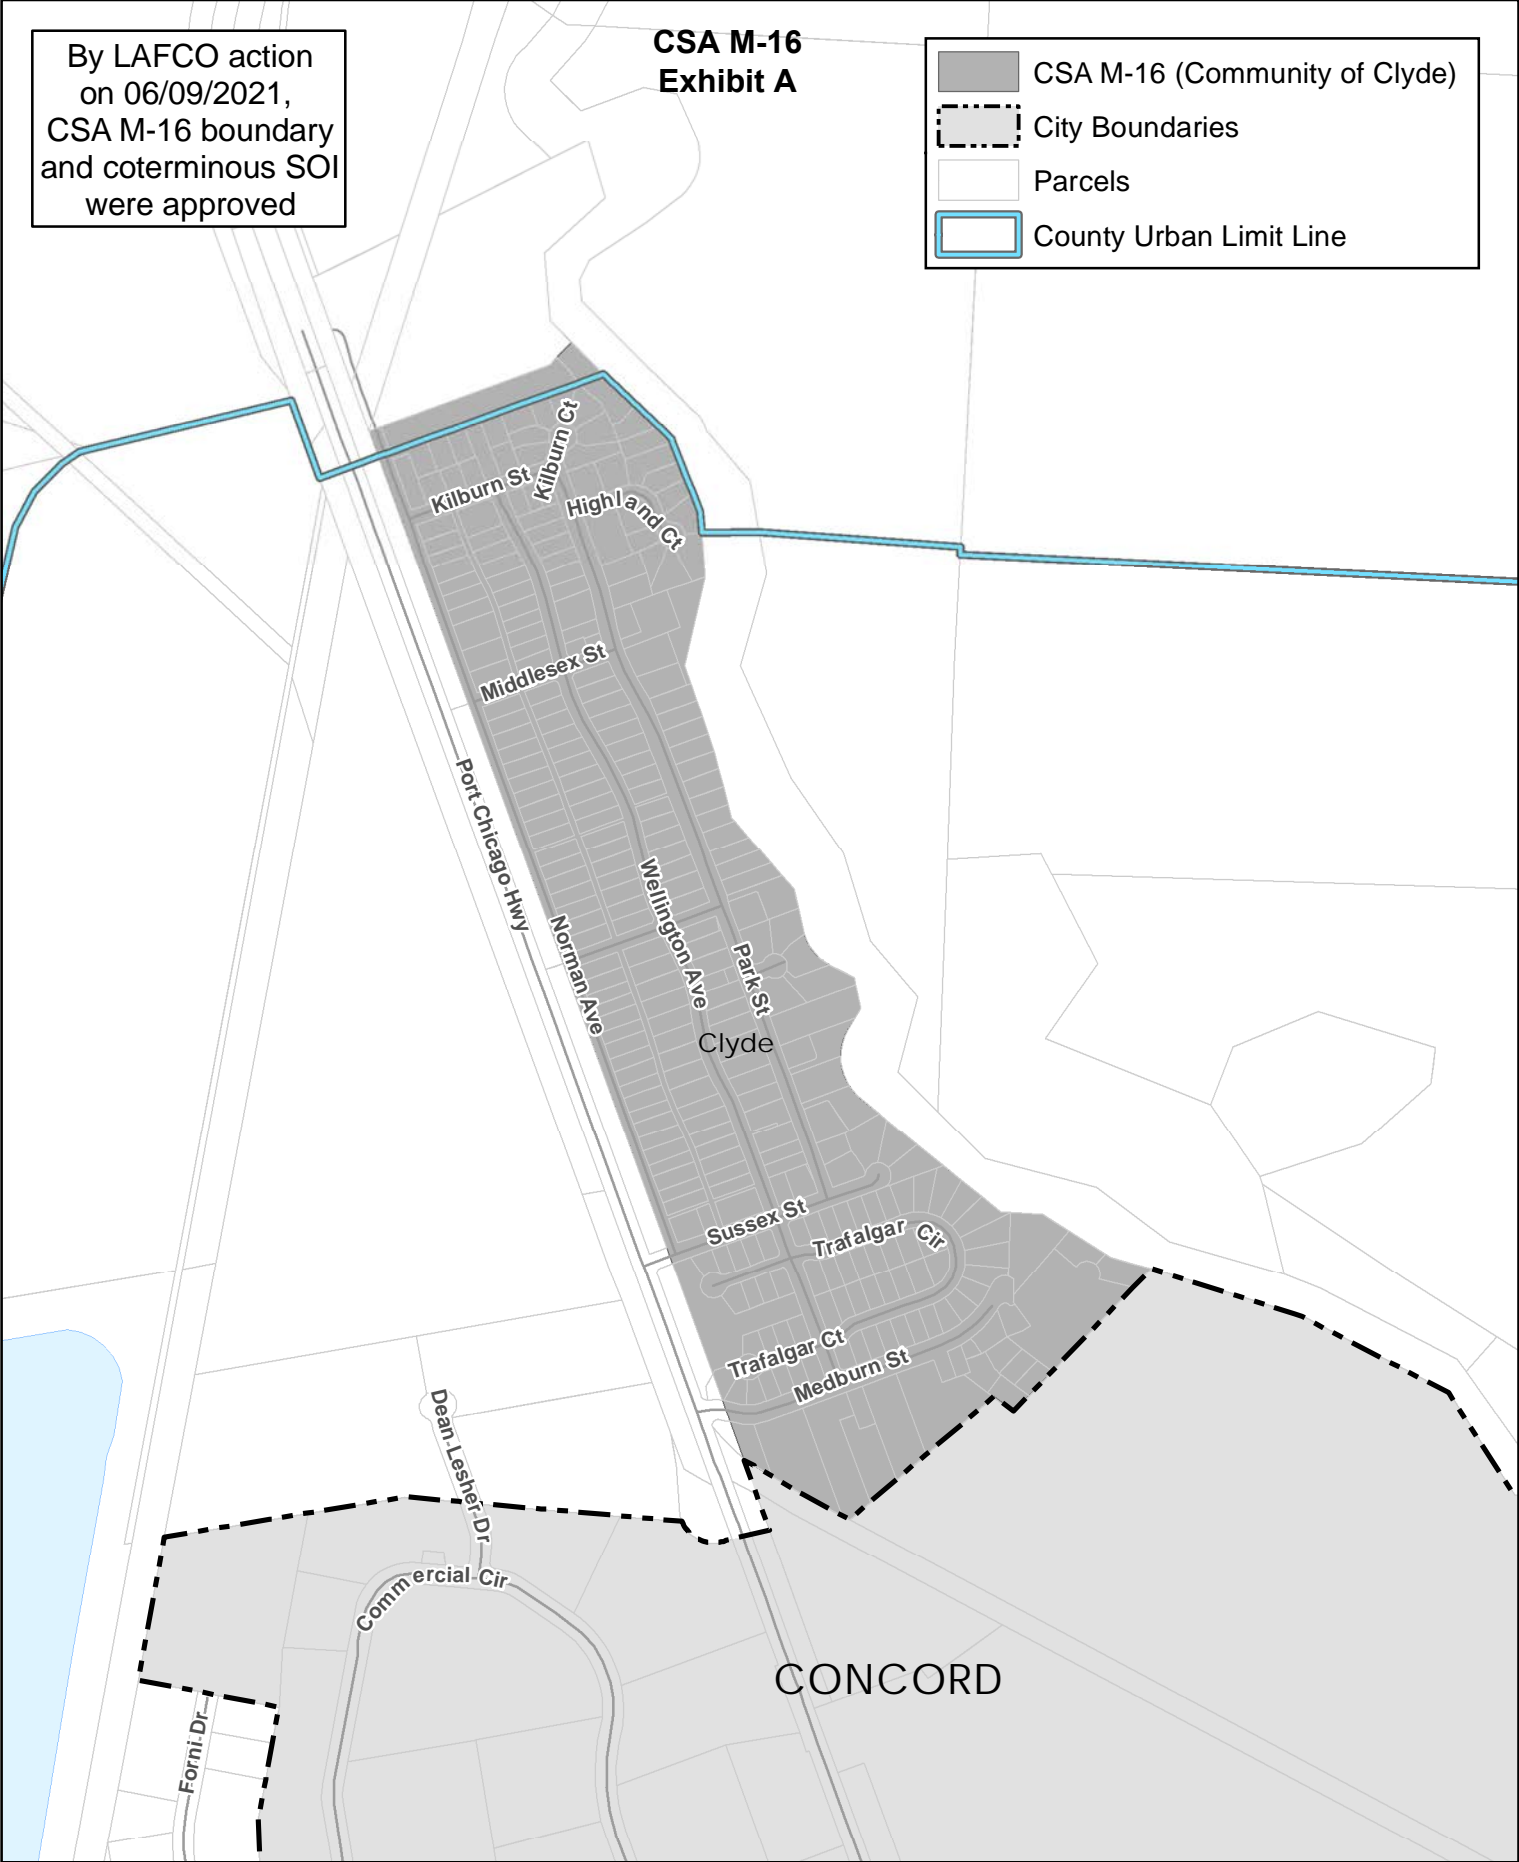 By LAFCO action
on 06/09/2021,
CSA M-16 boundary
and coterminous SOI
were approved
CSA M-16
Exhibit A
CSA M-16 (Community of Clyde)
City Boundaries
Parcels
County Urban Limit Line
Kilburn Ct
Kilburn St
Highland Ct
Middlesex St
Port Chicago Hwy
Wellington Ave
Norman Ave
Park St
Clyde
Sussex St
Trafalgar Cir
Trafalgar Ct
Medburn St
Dean Lesher Dr
Commercial Cir
CONCORD
Forni Dr